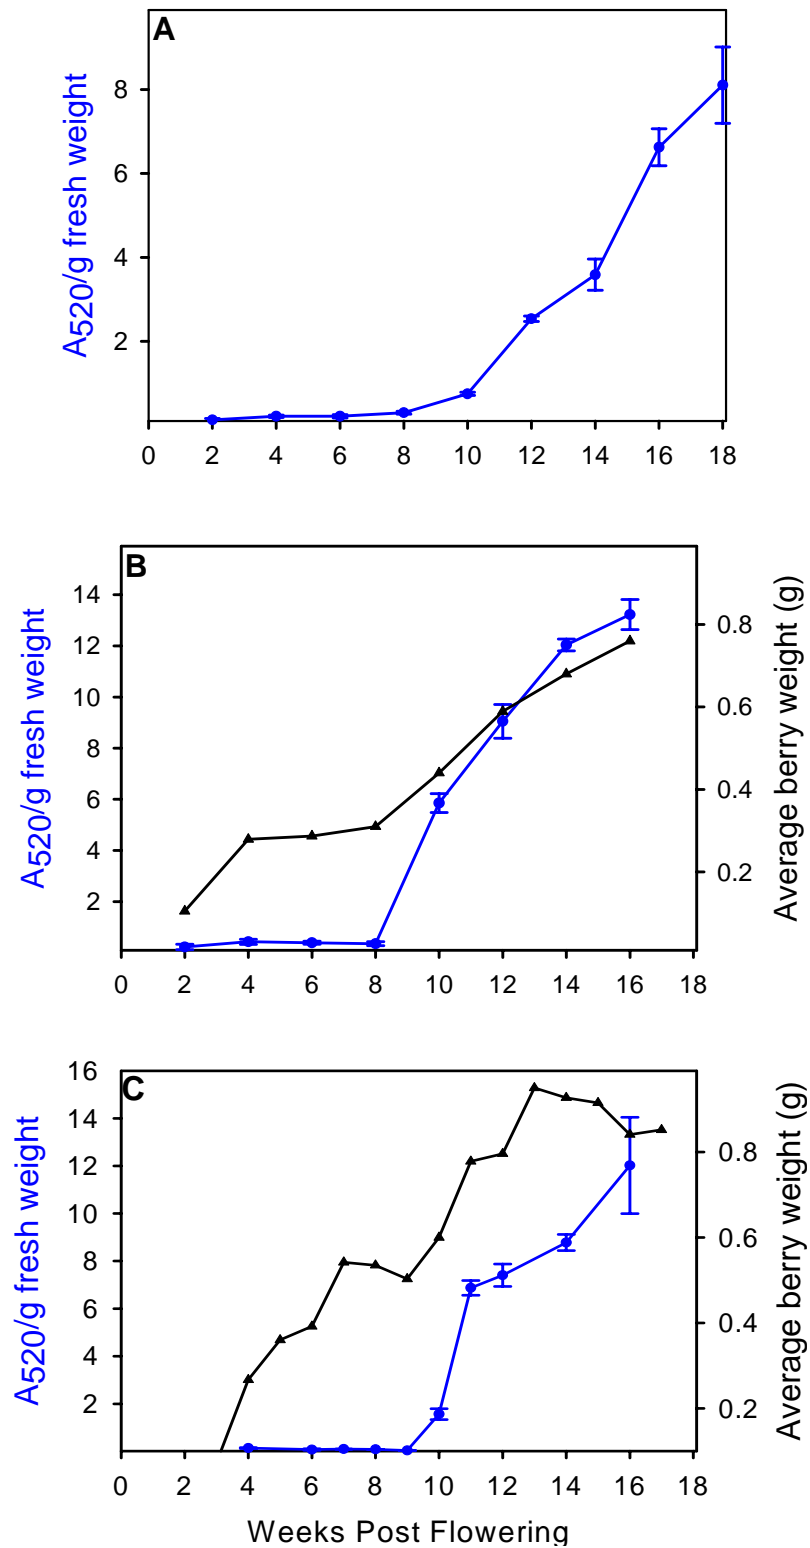 A
A520/g fresh weight
8
6
4
2
0 2 4 6 8 10 12 14 16 18
B
A520/g fresh weight
14
12
10
8
6
4
2
0.8
0.6
0.4
0.2
Average berry weight (g)
0 2 4 6 8 10 12 14 16 18
C
A520/g fresh weight
16
14
12
10
8
6
4
2
0.8
0.6
0.4
0.2
Average berry weight (g)
0 2 4 6 8 10 12 14 16 18
Weeks Post Flowering